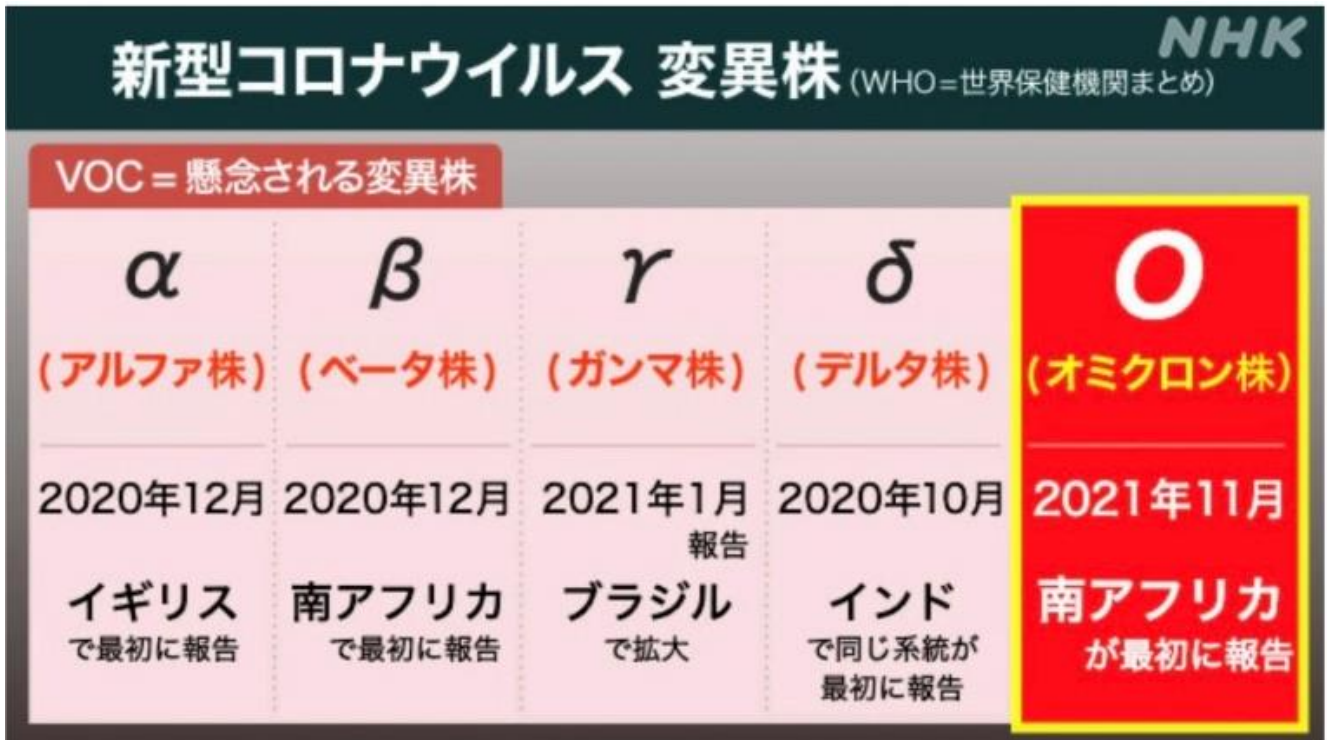 NHK
新型コロナウイルス 変異株(WHO=世界保健機関まとめ)
VOC=懸念される変異株
α
(アルファ株)
2020年12月
イギリス
で最初に報告
β
(ベータ株)
2020年12月
南アフリカ
で最初に報告
γ
(ガンマ株)
2021年1月
報告
ブラジル
で拡大
δ
(デルタ株)
2020年10月
インド
で同じ系統が
最初に報告
Ο
(オミクロン株)
2021年11月
南アフリカ
が最初に報告